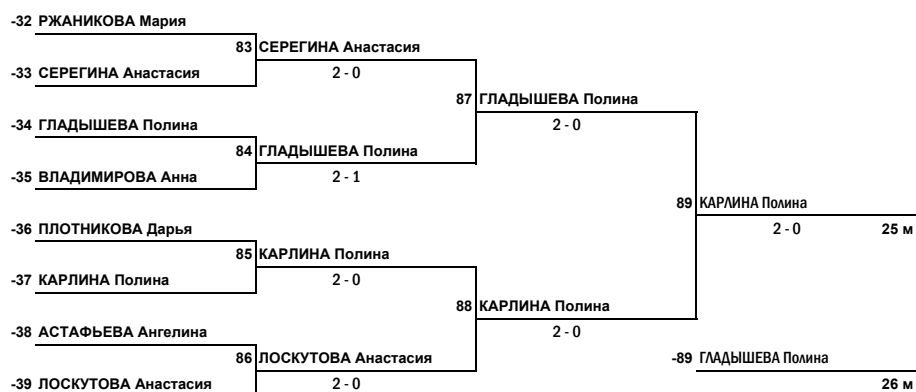 -32 РЖАНИКОВА Мария
83 СЕРЕГИНА Анастасия
-33 СЕРЕГИНА Анастасия 2 - 0
87 ГЛАДЫШЕВА Полина
-34 ГЛАДЫШЕВА Полина 2 - 0
84 ГЛАДЫШЕВА Полина
-35 ВЛАДИМИРОВА Анна 2 - 1
89 КАРЛИНА Полина
-36 ПЛОТНИКОВА Дарья 2 - 0 25 м
85 КАРЛИНА Полина
-37 КАРЛИНА Полина 2 - 0
88 КАРЛИНА Полина
-38 АСТАФЬЕВА Ангелина 2 - 0
86 ЛОСКУТОВА Анастасия -89 ГЛАДЫШЕВА Полина
-39 ЛОСКУТОВА Анастасия 2 - 0 26 м